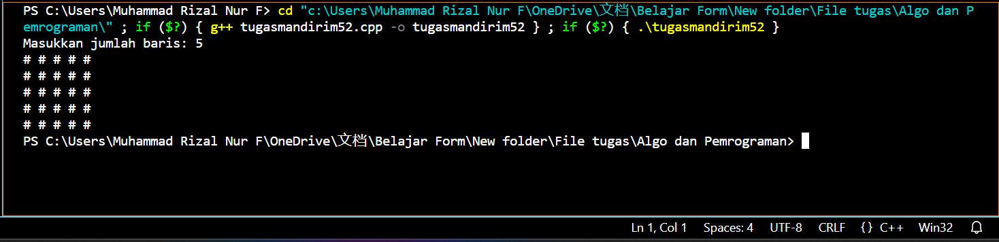 PS C:\Users\Muhammad Rizal Nur F> cd "c:\Users\Muhammad Rizal Nur F\OneDrive\文档\Belajar Form\New folder\File tugas\Algo dan P
emrograman\" ; if ($?) { g++ tugasmandirim52.cpp -o tugasmandirim52 } ; if ($?) { .\tugasmandirim52 }
Masukkan jumlah baris: 5
# # # # #
# # # # #
# # # # #
# # # # #
# # # # #
PS C:\Users\Muhammad Rizal Nur F\OneDrive\文档\Belajar Form\New folder\File tugas\Algo dan Pemrograman>
Ln 1, Col 1 Spaces: 4 UTF-8 CRLF {} C++ Win32